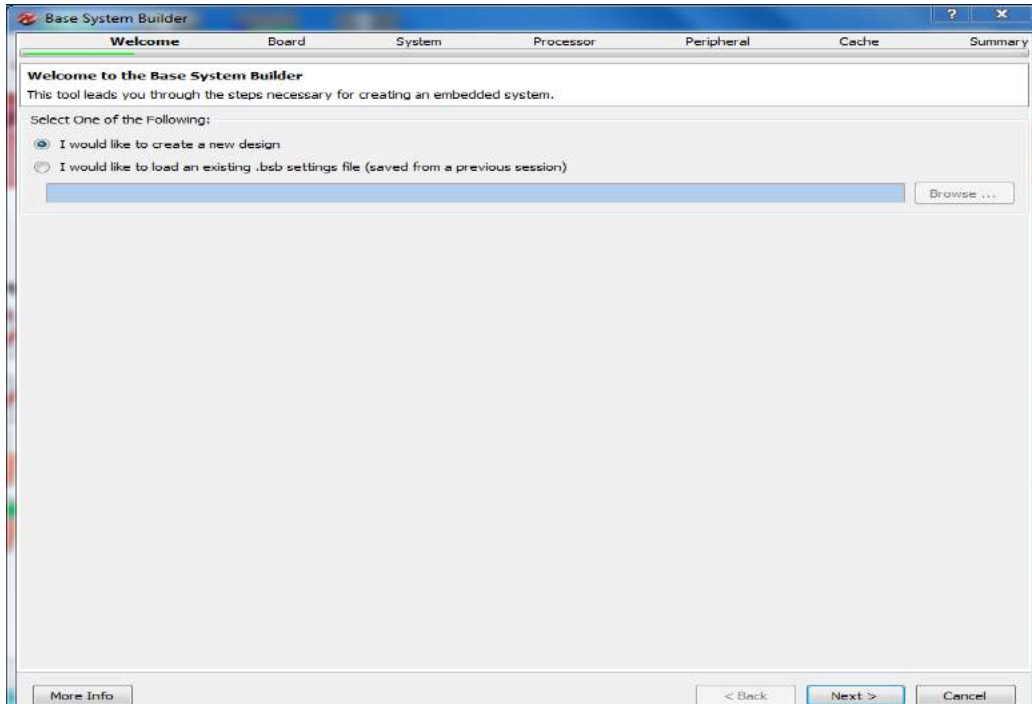 Base System Builder
? x
Welcome Board System Processor Peripheral Cache Summary
Welcome to the Base System Builder
This tool leads you through the steps necessary for creating an embedded system.
Select One of the Following:
I would like to create a new design
I would like to load an existing .bsb settings file (saved from a previous session)
Browse ...
More Info < Back Next > Cancel